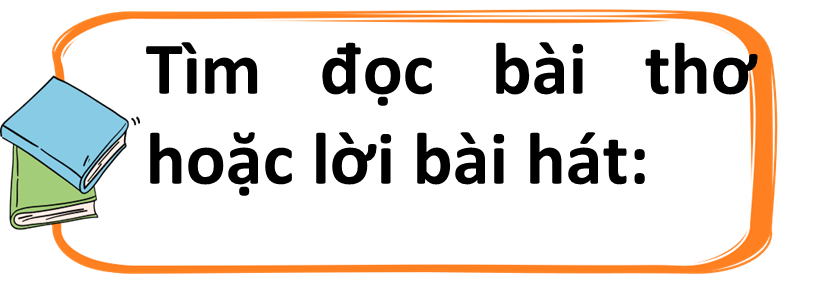 Tìm đọc bài thơ
hoặc lời bài hát: